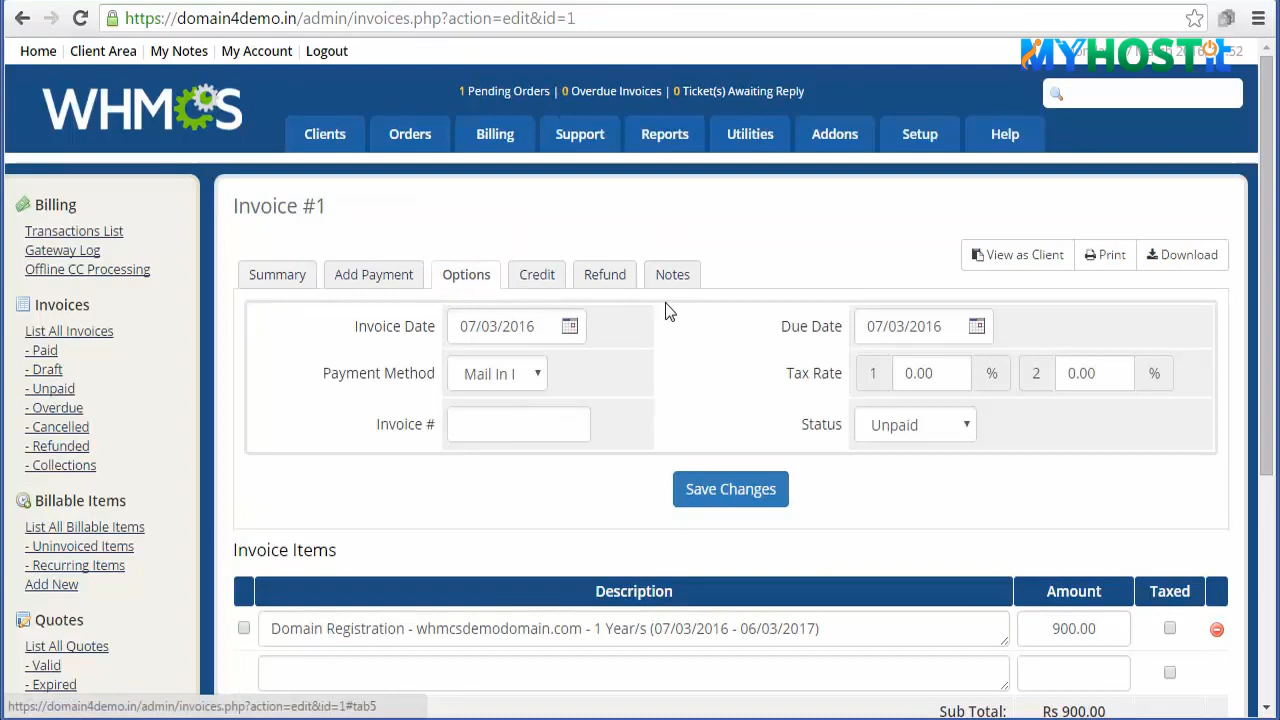 https://domain4demo.in/admin/invoices.php?action=edit&id=1
Home | Client Area | My Notes | My Account | Logout
MYHOSTit
52
WHMCS
1 Pending Orders | 0 Overdue Invoices | 0 Ticket(s) Awaiting Reply
Clients Orders Billing Support Reports Utilities Addons Setup Help
Billing
Transactions List
Gateway Log
Offline CC Processing
Invoices
List All Invoices
- Paid
- Draft
- Unpaid
- Overdue
- Cancelled
- Refunded
- Collections
Billable Items
List All Billable Items
- Uninvoiced Items
- Recurring Items
Add New
Quotes
List All Quotes
- Valid
- Expired
Invoice #1
View as Client Print Download
Summary Add Payment Options Credit Refund Notes
Invoice Date 07/03/2016 Due Date 07/03/2016
Payment Method Mail In I Tax Rate 1 0.00 % 2 0.00 %
Invoice # Status Unpaid
Save Changes
Invoice Items
Description Amount Taxed
Domain Registration - whmcsdemodomain.com - 1 Year/s (07/03/2016 - 06/03/2017) 900.00
Sub Total: Rs 900.00
https://domain4demo.in/admin/invoices.php?action=edit&id=1#tab5